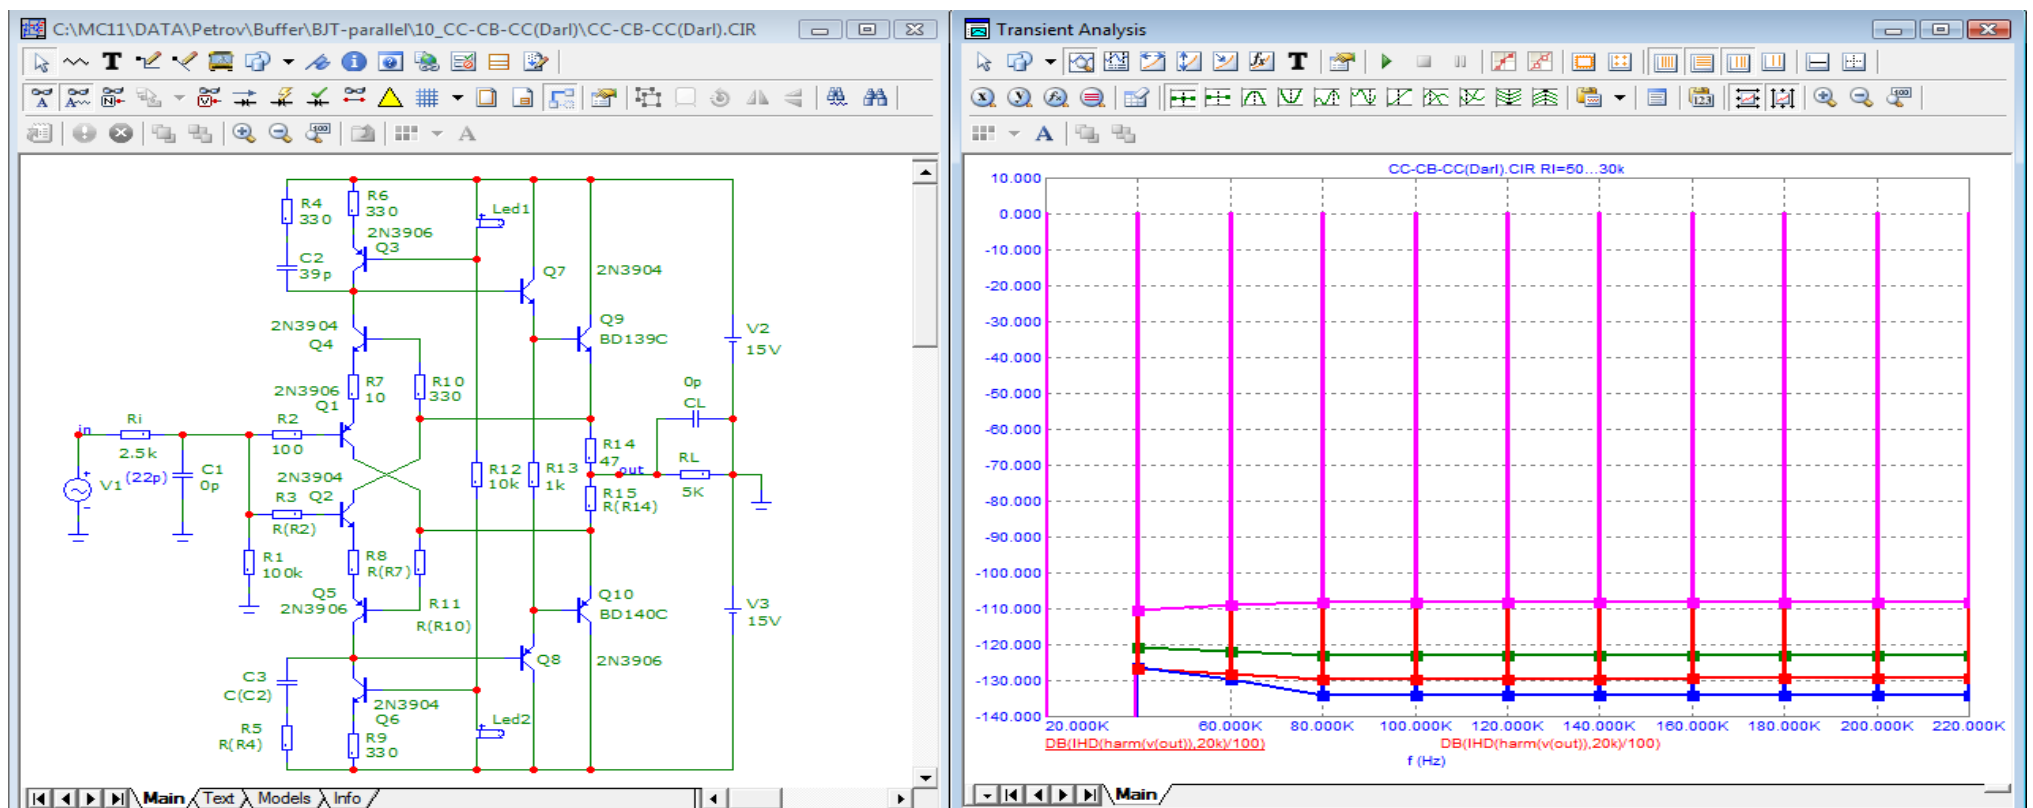 C:\MC11\DATA\Petrov\Buffer\BJT-parallel\10_CC-CB-CC(Darl)\CC-CB-CC(Darl).CIR
R4
330
R6
330
2N3906
Q3
Led1
C2
39p
Q7
2N3904
2N3904
Q4
Q9
BD139C
V2
15V
2N3906
Q1
R7
10
R10
330
0p
CL
in
Ri
2.5k
R2
100
R14
47
out
RL
5K
V1
(22p)
C1
0p
2N3904
R3
Q2
R(R2)
R12
10k
R13
1k
R15
R(R14)
R1
100k
R8
R(R7)
Q5
2N3906
R11
R(R10)
Q10
BD140C
V3
15V
Q8
2N3906
C3
C(C2)
2N3904
Q6
R5
R(R4)
R9
330
Led2
Main
Text
Models
Info
Transient Analysis
CC-CB-CC(Darl).CIR RI=50...30k
10.000
0.000
-10.000
-20.000
-30.000
-40.000
-50.000
-60.000
-70.000
-80.000
-90.000
-100.000
-110.000
-120.000
-130.000
-140.000
20.000K 60.000K 80.000K 100.000K 120.000K 140.000K 160.000K 180.000K 200.000K 220.000K
DB(IHD(harm(v(out)),20k)/100) DB(IHD(harm(v(out)),20k)/100)
f (Hz)
Main